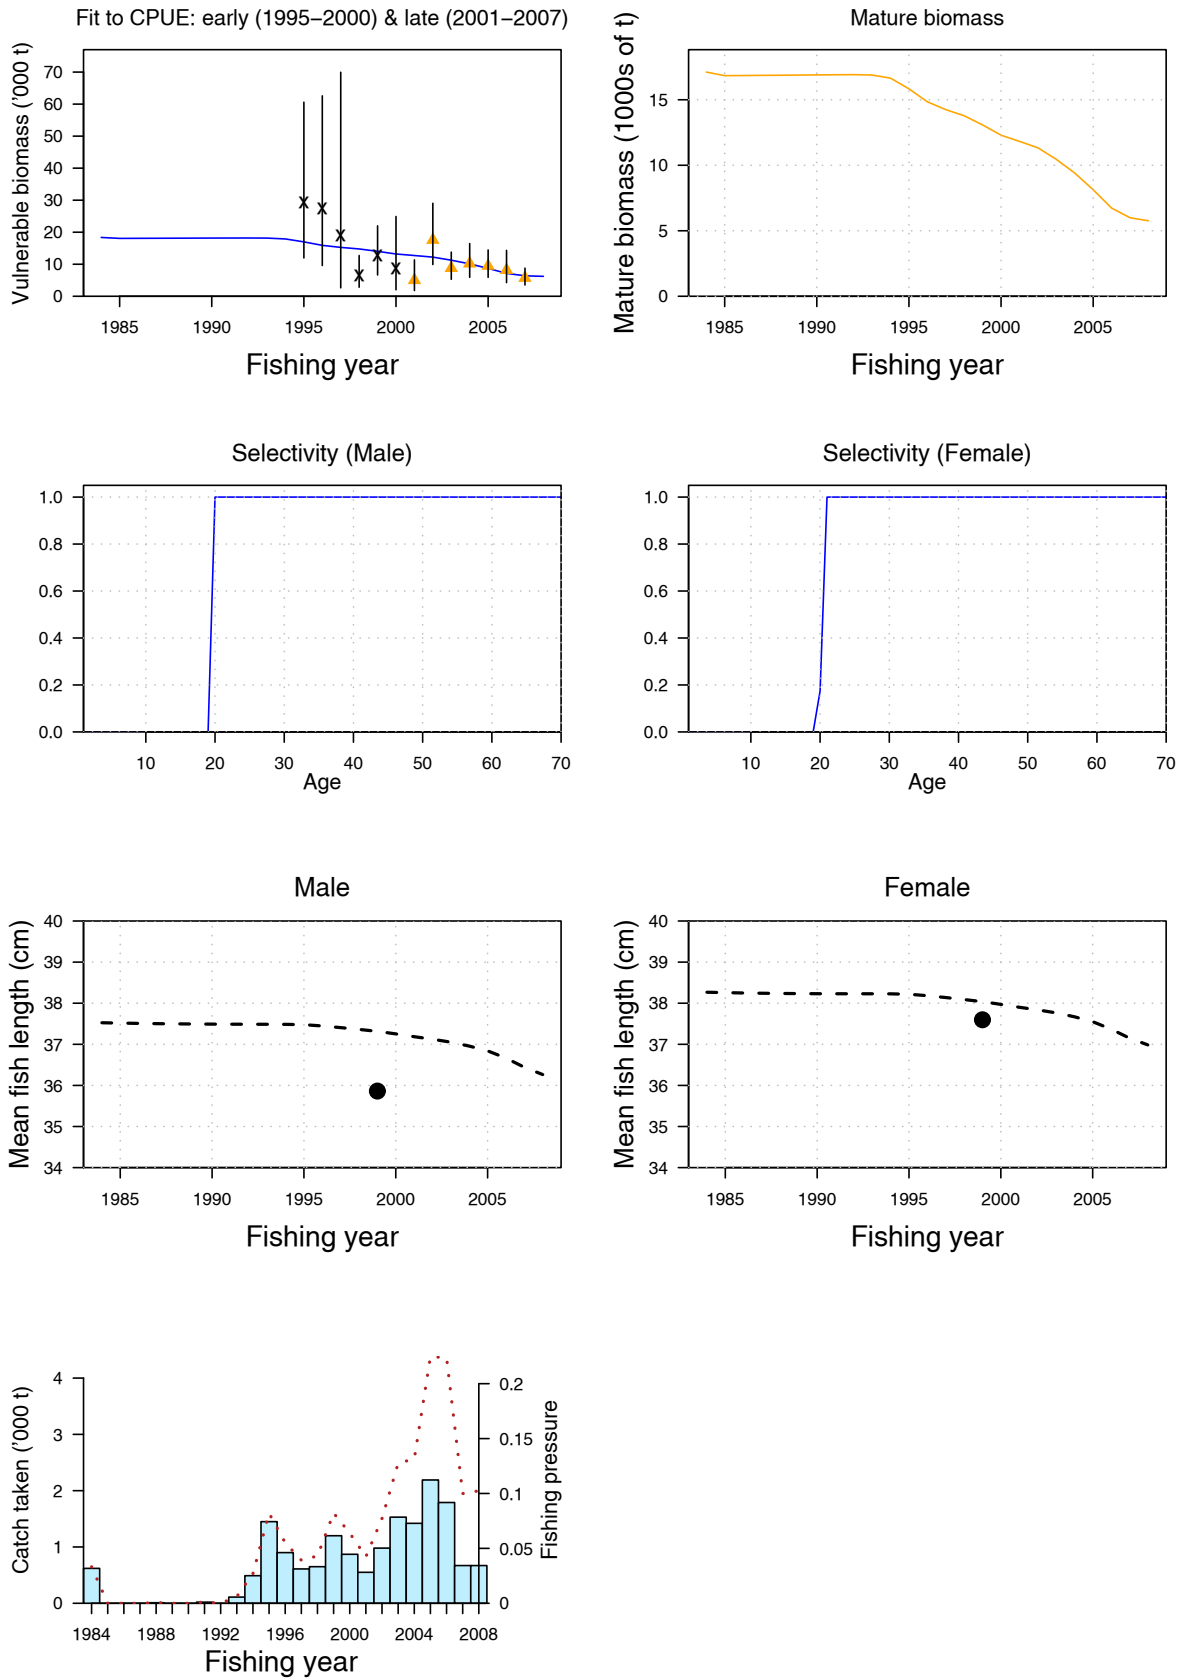 Fit to CPUE: early (1995–2000) & late (2001–2007)
Vulnerable biomass ('000 t)
70
60
50
40
30
20
10
0
1985 1990 1995 2000 2005
Fishing year
Mature biomass
Mature biomass (1000s of t)
15
10
5
0
1985 1990 1995 2000 2005
Fishing year
Selectivity (Male)
1.0
0.8
0.6
0.4
0.2
0.0
10 20 30 40 50 60 70
Age
Selectivity (Female)
1.0
0.8
0.6
0.4
0.2
0.0
10 20 30 40 50 60 70
Age
Male
Mean fish length (cm)
40
39
38
37
36
35
34
1985 1990 1995 2000 2005
Fishing year
Female
Mean fish length (cm)
40
39
38
37
36
35
34
1985 1990 1995 2000 2005
Fishing year
Catch taken ('000 t)
4
3
2
1
0
0.2
0.15
0.1
0.05
0
Fishing pressure
1984 1988 1992 1996 2000 2004 2008
Fishing year